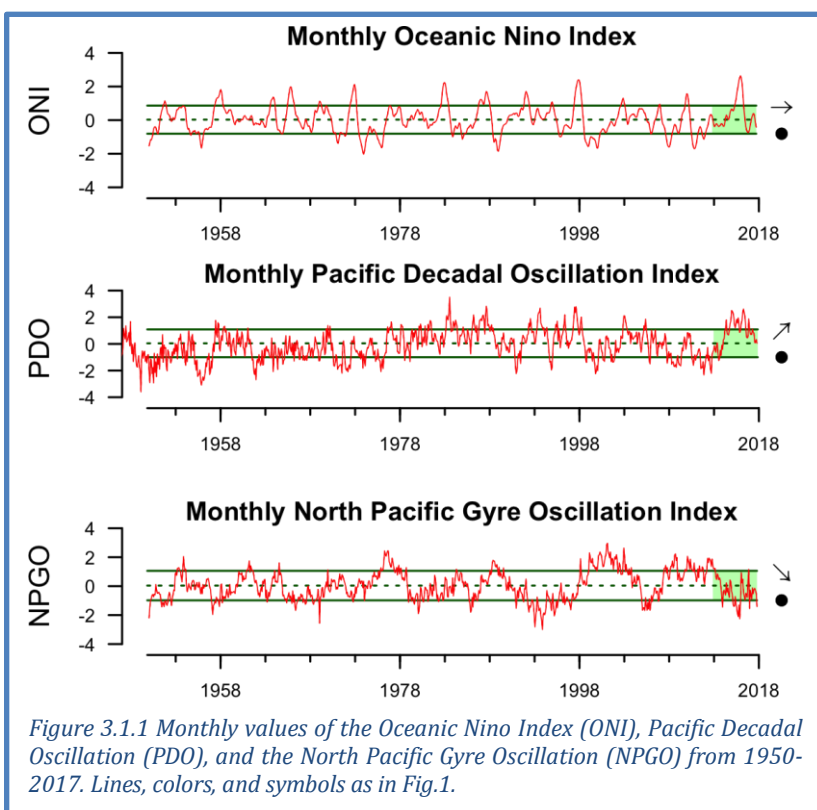 Monthly Oceanic Nino Index
ONI
4
2
0
-2
-4
1958 1978 1998 2018
Monthly Pacific Decadal Oscillation Index
PDO
4
2
0
-2
-4
1958 1978 1998 2018
Monthly North Pacific Gyre Oscillation Index
NPGO
4
2
0
-2
-4
1958 1978 1998 2018
Figure 3.1.1 Monthly values of the Oceanic Nino Index (ONI), Pacific Decadal
Oscillation (PDO), and the North Pacific Gyre Oscillation (NPGO) from 1950-
2017. Lines, colors, and symbols as in Fig.1.